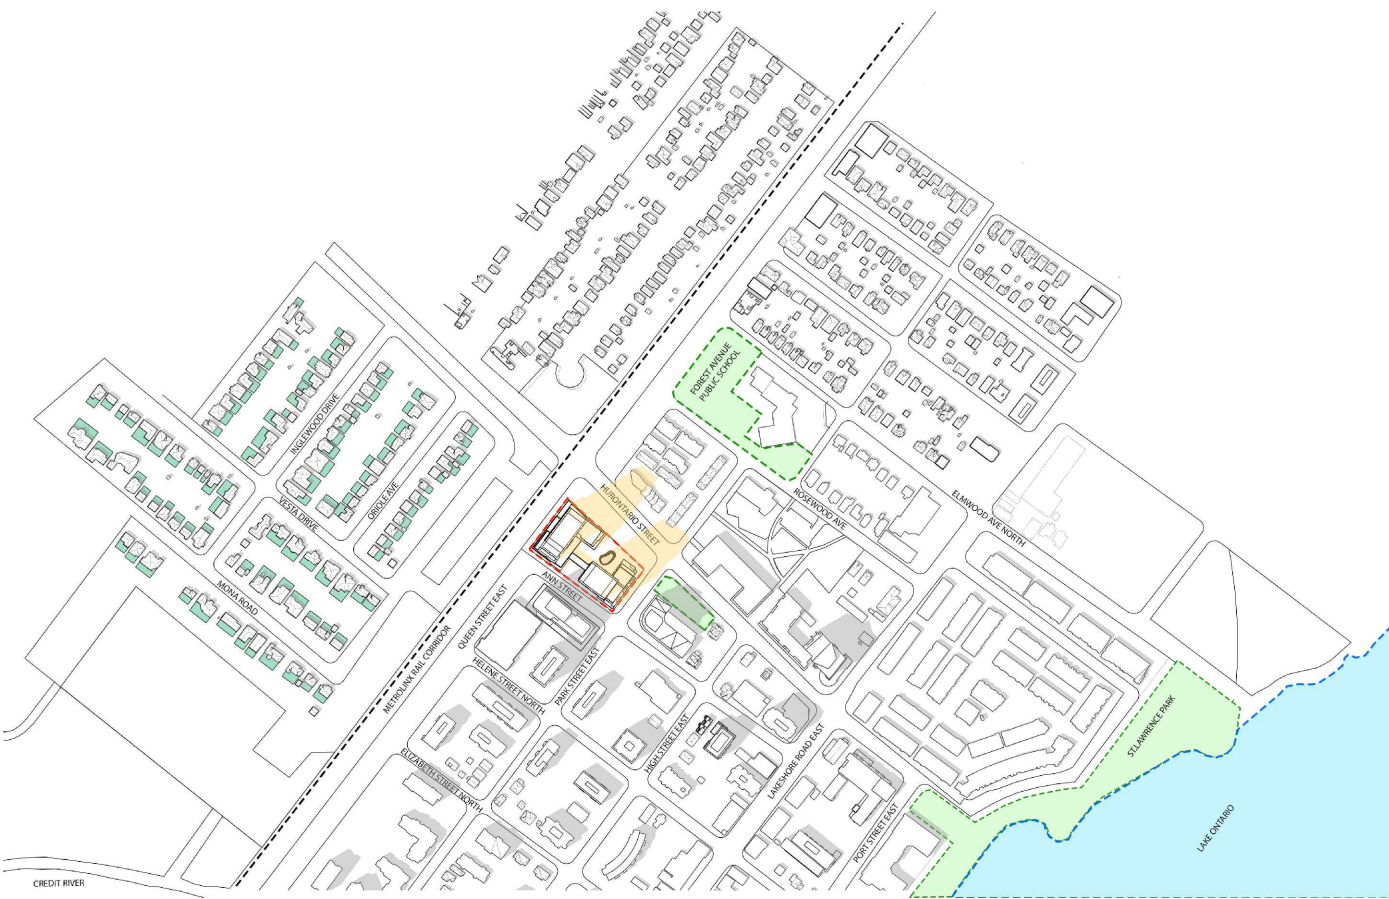 FOREST AVENUE
PUBLIC SCHOOL
INGLEWOOD DRIVE
ORIOLE AVE
VESTA DRIVE
HURONTARIO STREET
ROSEWOOD AVE
ELMWOOD AVE NORTH
MONA ROAD
ANN STREET
QUEEN STREET EAST
METROLINX RAIL CORRIDOR
HELENE STREET NORTH
PARK STREET EAST
HIGH STREET EAST
ELIZABETH STREET NORTH
LAKESHORE ROAD EAST
PORT STREET EAST
ST.LAWRENCE PARK
LAKE ONTARIO
CREDIT RIVER